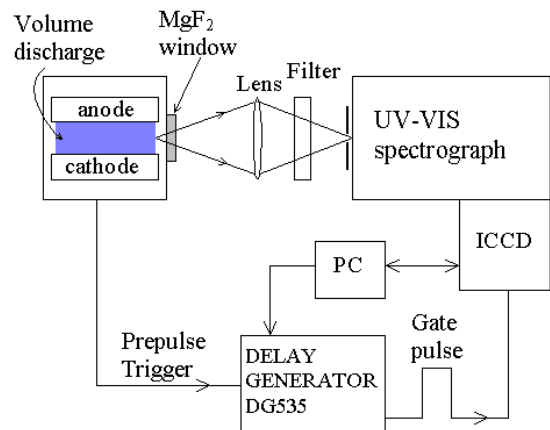 Volume
discharge
MgF₂
window
Lens
Filter
anode
cathode
UV-VIS
spectrograph
ICCD
PC
Prepulse
Trigger
DELAY
GENERATOR
DG535
Gate
pulse